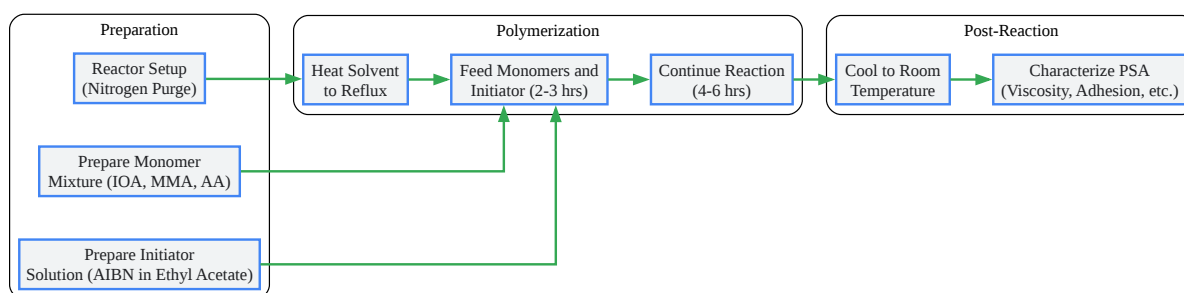 Preparation
Reactor Setup
(Nitrogen Purge)
Prepare Monomer
Mixture (IOA, MMA, AA)
Prepare Initiator
Solution (AIBN in Ethyl Acetate)
Polymerization
Heat Solvent
to Reflux
Feed Monomers and
Initiator (2-3 hrs)
Continue Reaction
(4-6 hrs)
Post-Reaction
Cool to Room
Temperature
Characterize PSA
(Viscosity, Adhesion, etc.)